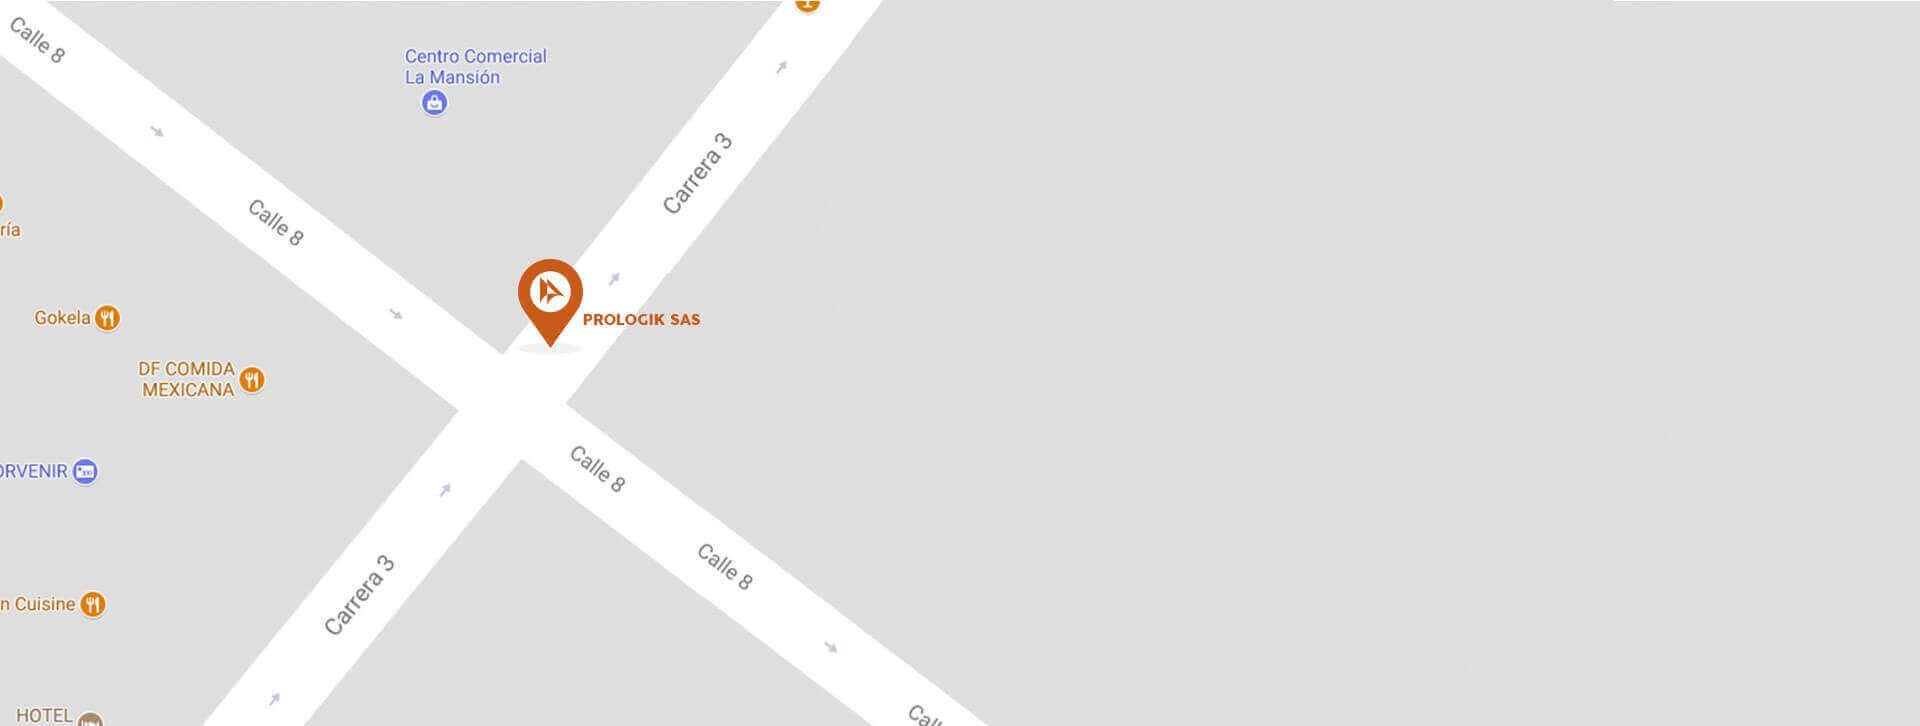 Calle 8
Centro Comercial
La Mansión
Carrera 3
Calle 8
ría
PROLOGIK SAS
Gokela
DF COMIDA
MEXICANA
ORVENIR
Calle 8
Calle 8
Carrera 3
n Cuisine
HOTEL
Call